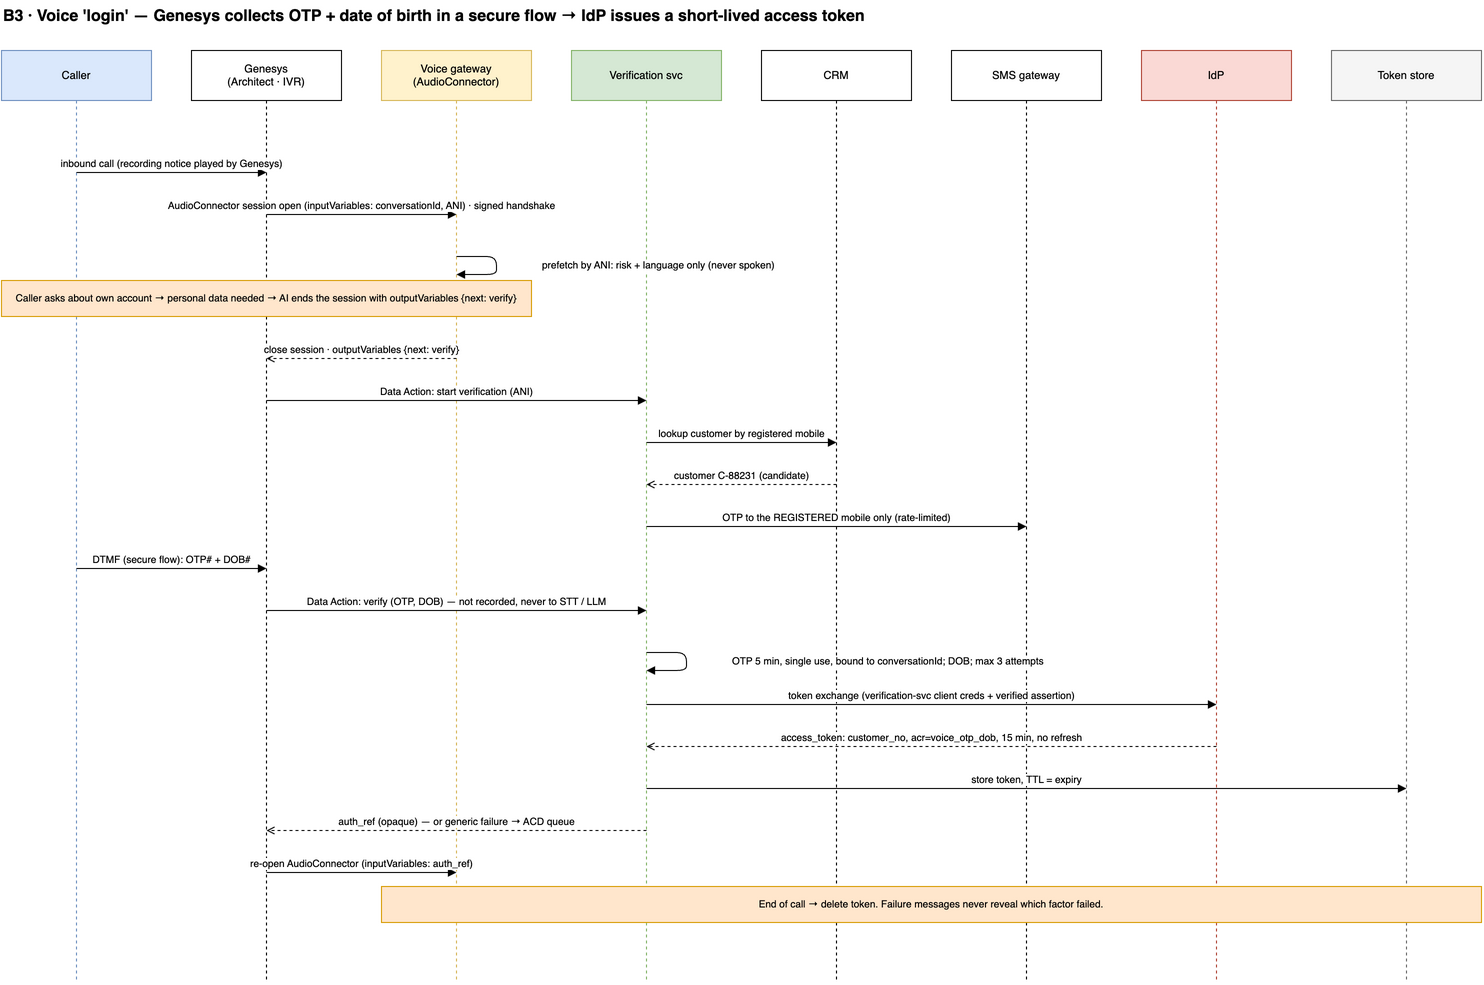 B3 · Voice 'login' — Genesys collects OTP + date of birth in a secure flow → IdP issues a short-lived access token
Caller
Genesys
(Architect · IVR)
Voice gateway
(AudioConnector)
Verification svc
CRM
SMS gateway
IdP
Token store
inbound call (recording notice played by Genesys)
AudioConnector session open (inputVariables: conversationId, ANI) · signed handshake
prefetch by ANI: risk + language only (never spoken)
Caller asks about own account → personal data needed → AI ends the session with outputVariables {next: verify}
close session · outputVariables {next: verify}
Data Action: start verification (ANI)
lookup customer by registered mobile
customer C-88231 (candidate)
OTP to the REGISTERED mobile only (rate-limited)
DTMF (secure flow): OTP# + DOB#
Data Action: verify (OTP, DOB) — not recorded, never to STT / LLM
OTP 5 min, single use, bound to conversationId; DOB; max 3 attempts
token exchange (verification-svc client creds + verified assertion)
access_token: customer_no, acr=voice_otp_dob, 15 min, no refresh
store token, TTL = expiry
auth_ref (opaque) — or generic failure → ACD queue
re-open AudioConnector (inputVariables: auth_ref)
End of call → delete token. Failure messages never reveal which factor failed.